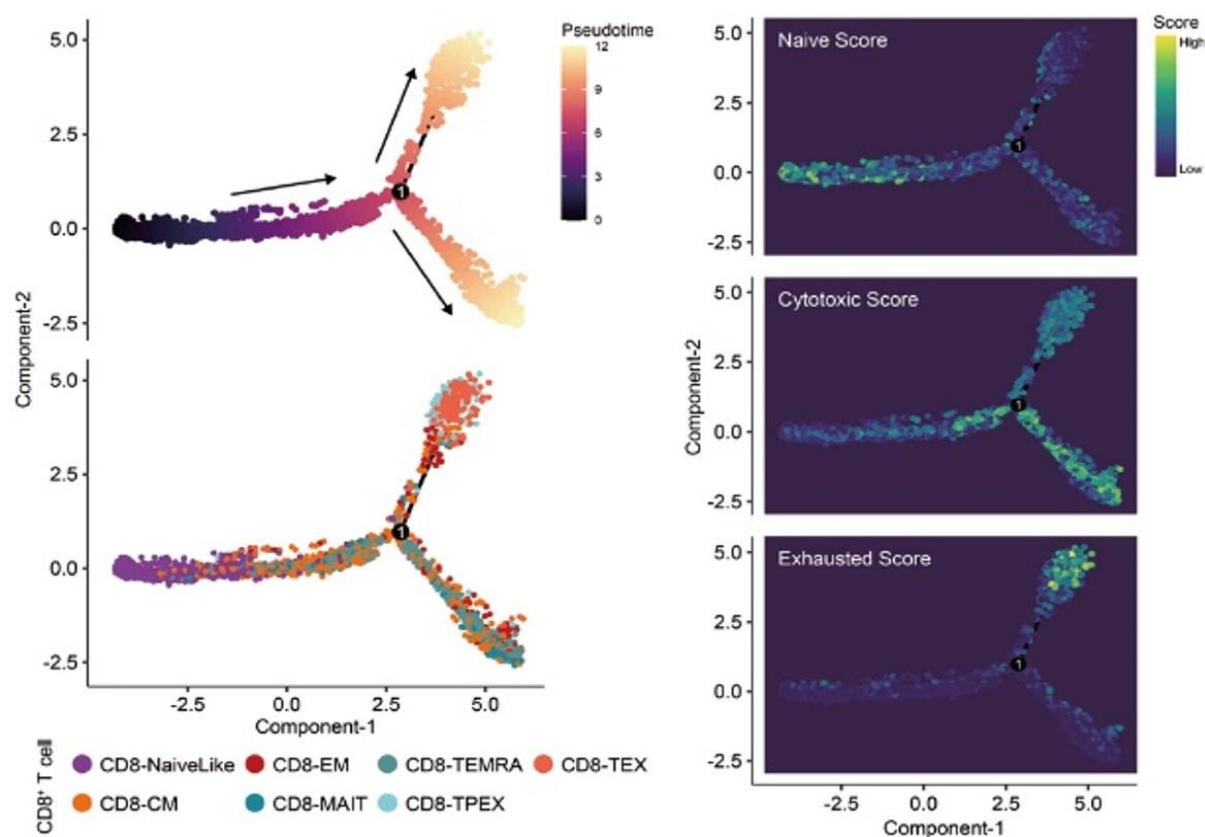 Pseudotime
12
9
6
3
0
5.0
2.5
0.0
-2.5
1
Component-2
5.0
2.5
0.0
-2.5
1
-2.5 0.0 2.5 5.0
Component-1
CD8⁺ T cell
CD8-NaiveLike CD8-EM CD8-TEMRA CD8-TEX
CD8-CM CD8-MAIT CD8-TPEX
Score
High
Low
Naive Score
5.0
2.5
0.0
-2.5
1
Cytotoxic Score
5.0
2.5
0.0
-2.5
1
Component-2
Exhausted Score
5.0
2.5
0.0
-2.5
1
-2.5 0.0 2.5 5.0
Component-1